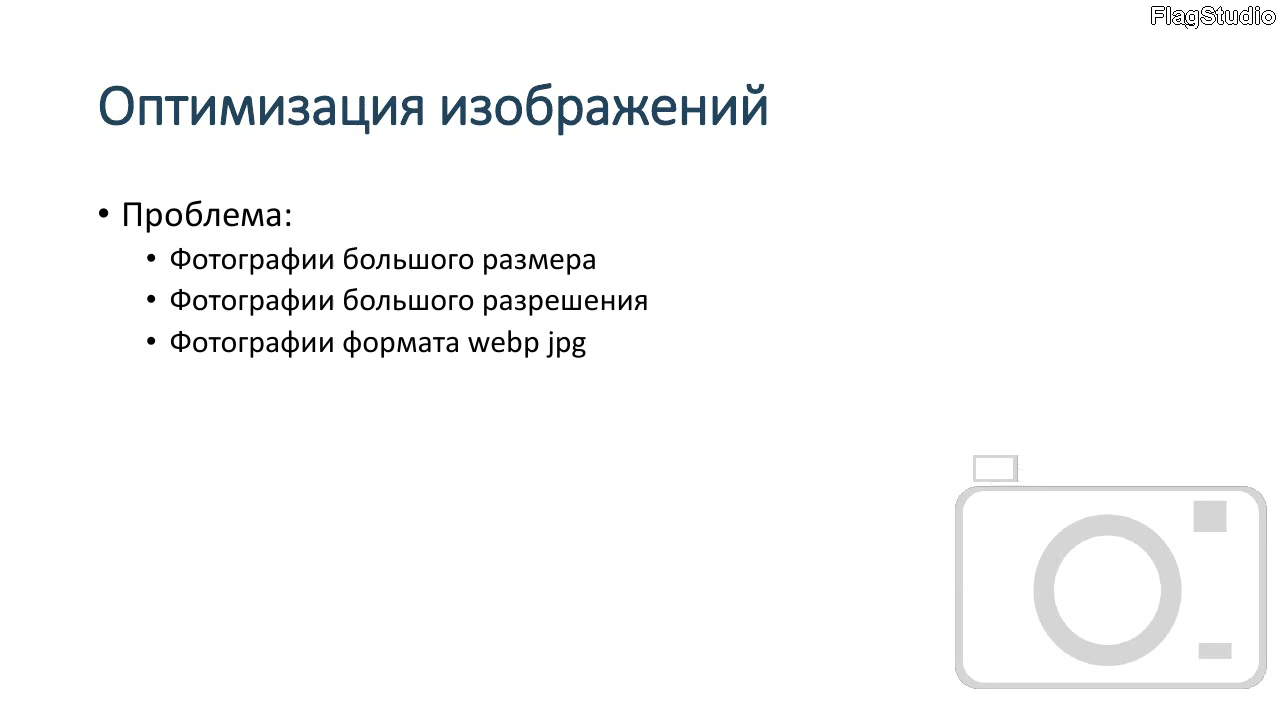 FlagStudio
Оптимизация изображений
• Проблема:
• Фотографии большого размера
• Фотографии большого разрешения
• Фотографии формата webp jpg